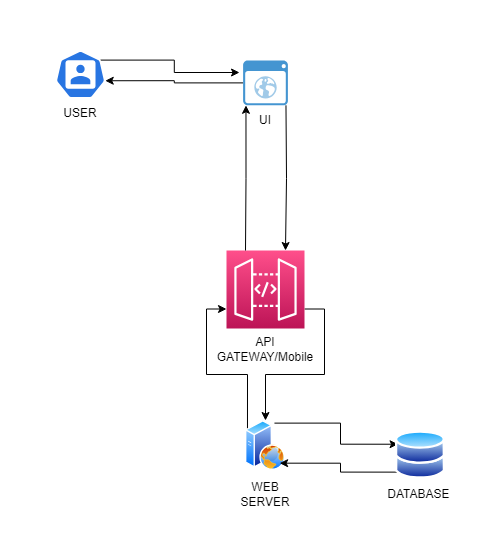 USER
UI
API
GATEWAY/Mobile
WEB
SERVER
DATABASE